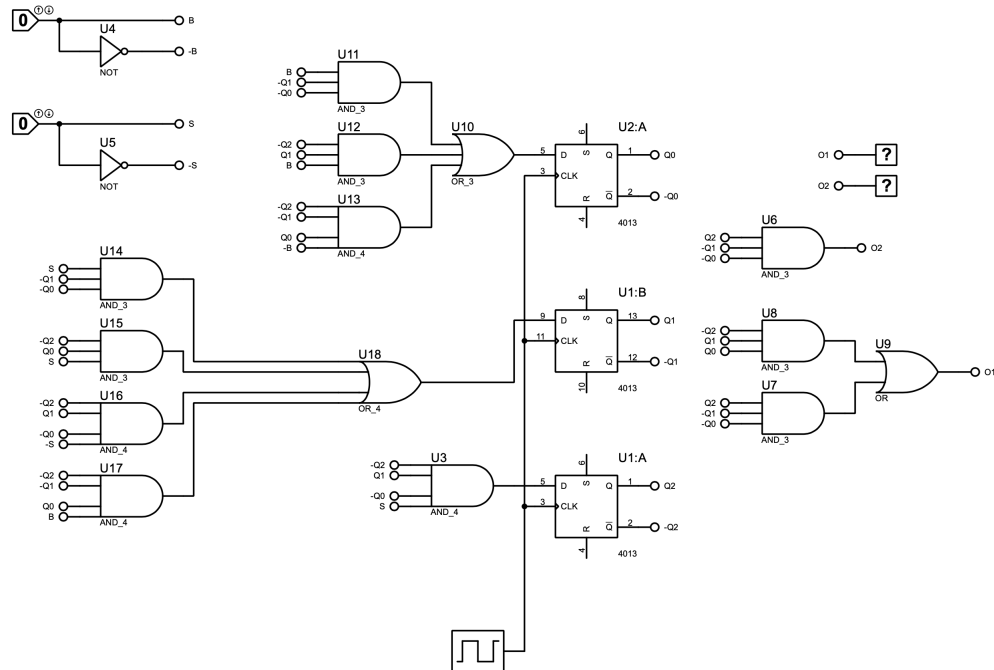 0
B
U4
-B
NOT
0
S
U5
-S
NOT
U11
B
-Q1
-Q0
AND_3
U12
-Q2
Q1
B
AND_3
U13
-Q2
-Q1
Q0
-B
AND_4
U10
OR_3
U2:A
6
5 D S Q 1 Q0
3 CLK
R Q 2 -Q0
4
4013
O1 ?
O2 ?
U6
Q2
-Q1
-Q0
AND_3
O2
U14
S
-Q1
-Q0
AND_3
U15
-Q2
Q0
S
AND_3
U16
-Q2
Q1
-Q0
-S
AND_4
U17
-Q2
-Q1
Q0
B
AND_4
U18
OR_4
U1:B
8
9 D S Q 13 Q1
11 CLK
R Q 12 -Q1
10
4013
U8
-Q2
Q1
Q0
AND_3
U7
Q2
-Q1
-Q0
AND_3
U9
OR
O1
U3
-Q2
Q1
-Q0
S
AND_4
U1:A
6
5 D S Q 1 Q2
3 CLK
R Q 2 -Q2
4
4013